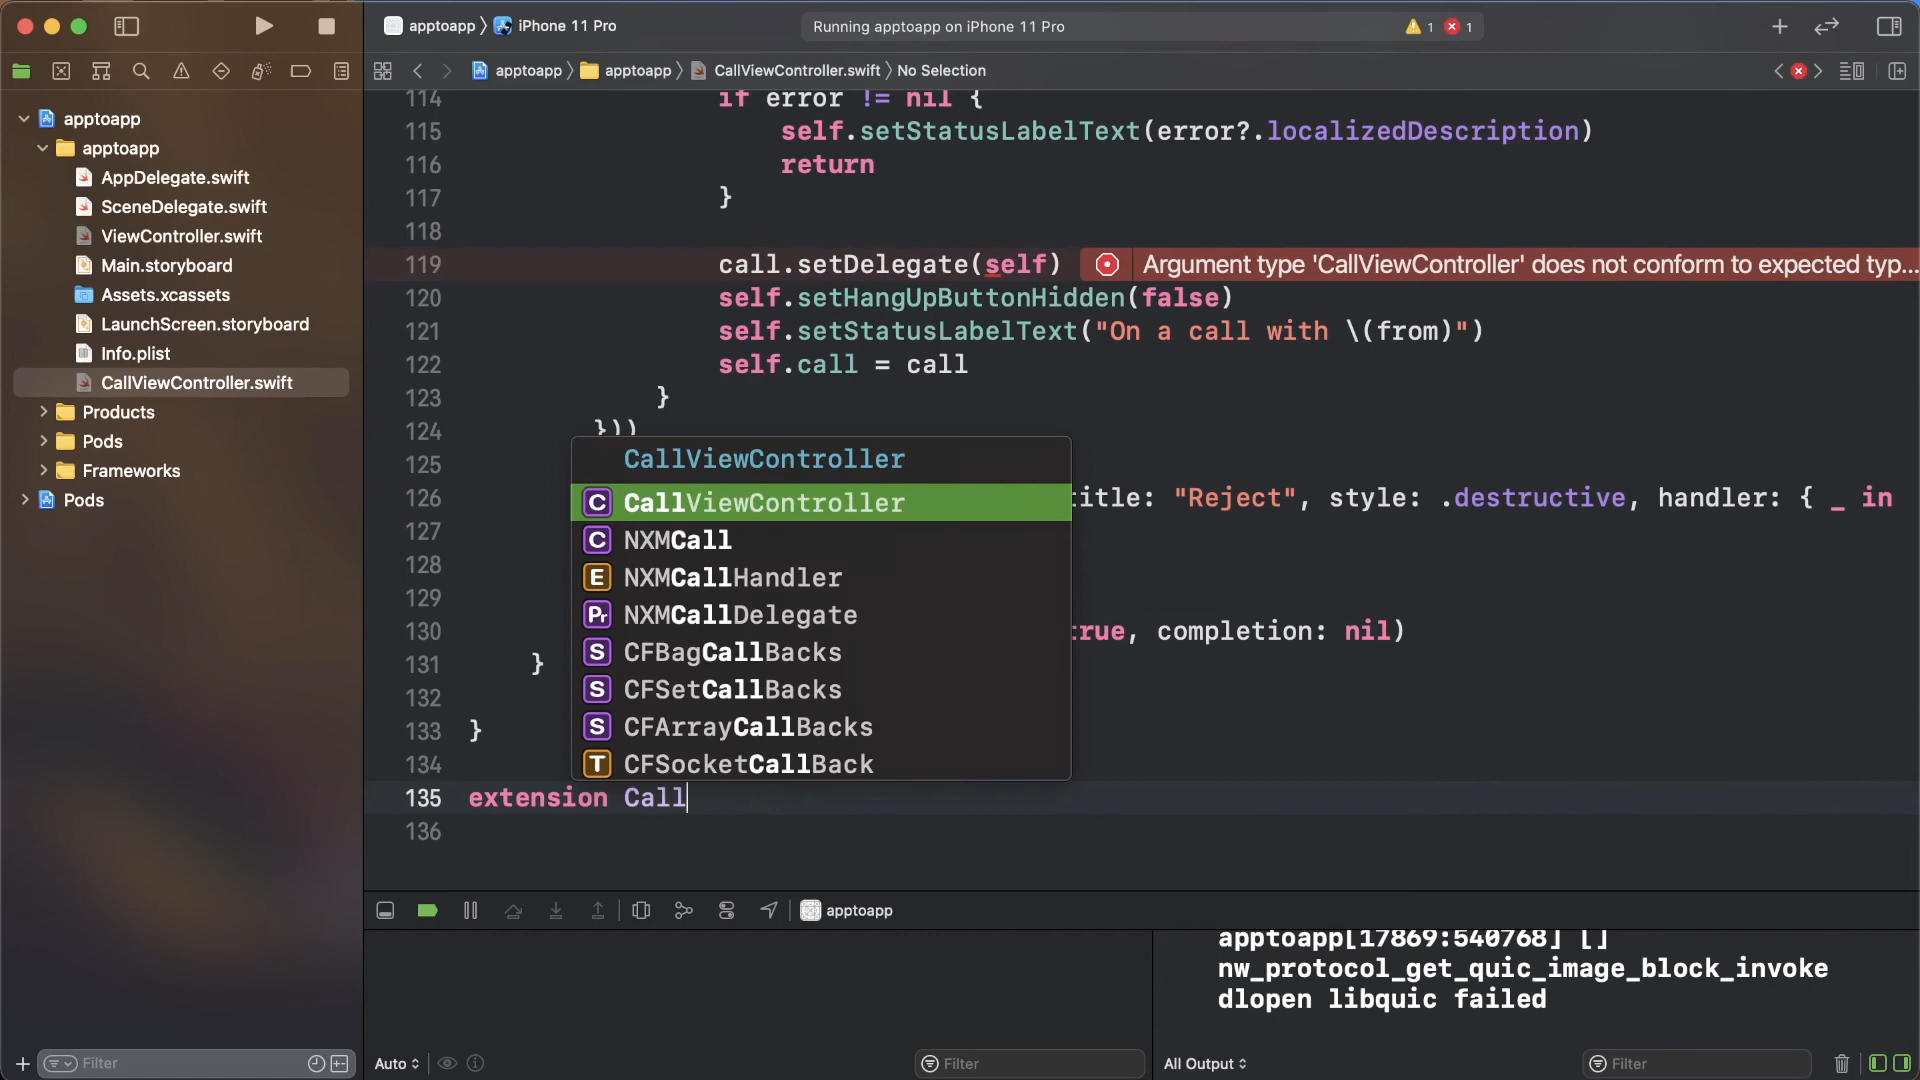 apptoapp 〉 iPhone 11 Pro
Running apptoapp on iPhone 11 Pro
1 1
apptoapp 〉 apptoapp 〉 CallViewController.swift 〉 No Selection
apptoapp
apptoapp
AppDelegate.swift
SceneDelegate.swift
ViewController.swift
Main.storyboard
Assets.xcassets
LaunchScreen.storyboard
Info.plist
CallViewController.swift
Products
Pods
Frameworks
Pods
Filter
114 if error != nil {
115 self.setStatusLabelText(error?.localizedDescription)
116 return
117 }
118
119 call.setDelegate(self) Argument type 'CallViewController' does not conform to expected typ...
120 self.setHangUpButtonHidden(false)
121 self.setStatusLabelText("On a call with \(from)")
122 self.call = call
123 }
124 }))
125
126 title: "Reject", style: .destructive, handler: { _ in
127
128
129
130 true, completion: nil)
131 }
132
133 }
134
135 extension Call
136
CallViewController
C CallViewController
C NXMCall
E NXMCallHandler
Pr NXMCallDelegate
S CFBagCallBacks
S CFSetCallBacks
S CFArrayCallBacks
T CFSocketCallBack
apptoapp
apptoapp[17869:540768] []
nw_protocol_get_quic_image_block_invoke
dlopen libquic failed
Auto
Filter
All Output
Filter